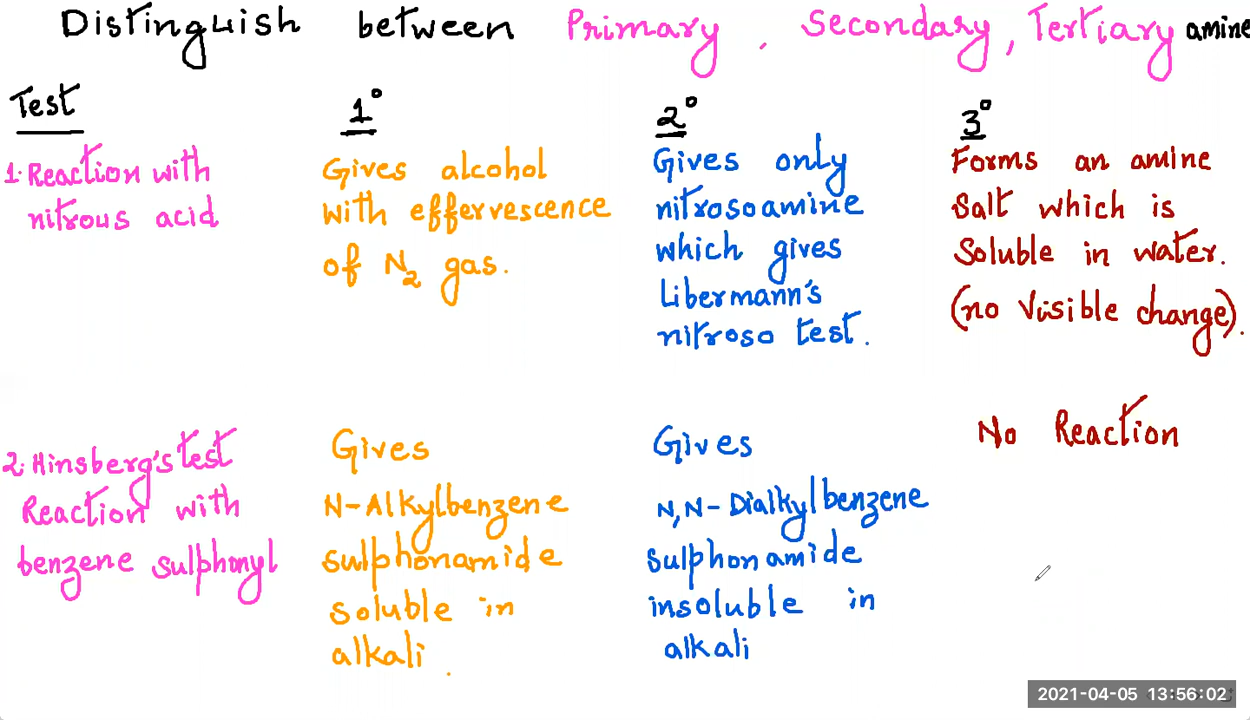 Distinguish between Primary, Secondary, Tertiary amine
Test
1°
2°
3°
1. Reaction with
nitrous acid
Gives alcohol
with effervescence
of N₂ gas.
Gives only
nitrosoamine
which gives
Libermann's
nitroso test.
Forms an amine
Salt which is
Soluble in water.
(no visible change).
2. Hinsberg's test
Reaction with
benzene sulphonyl
Gives
N-Alkylbenzene
sulphonamide
soluble in
alkali.
Gives
N,N-Dialkylbenzene
sulphonamide
insoluble in
alkali
No Reaction
2021-04-05 13:56:02